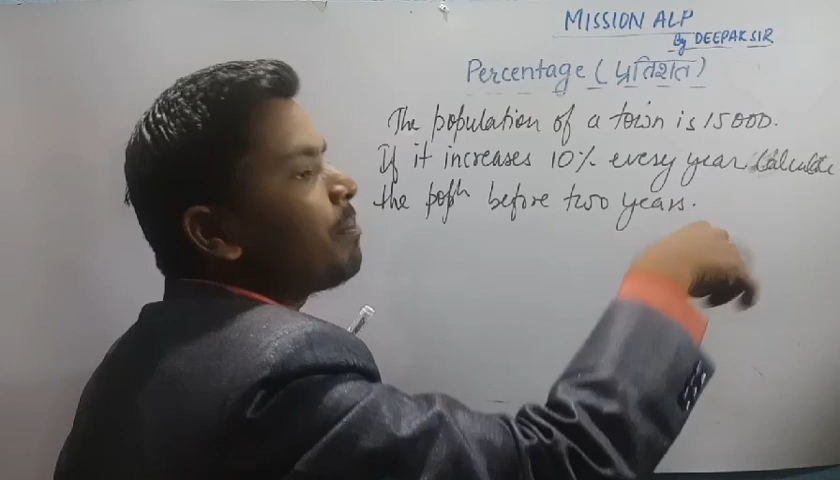 MISSION ALP
By DEEPAK SIR
Percentage (प्रतिशत)
The population of a town is 15000.
If it increases 10% every year Calculate
the popn before two years.